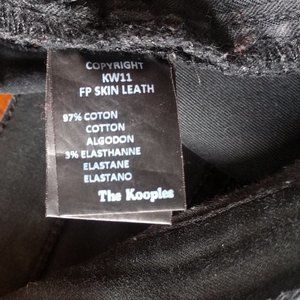 COPYRIGHT
KW11
FP SKIN LEATH
97% COTON
COTTON
ALGODON
3% ELASTHANNE
ELASTANE
ELASTANO
The Kooples